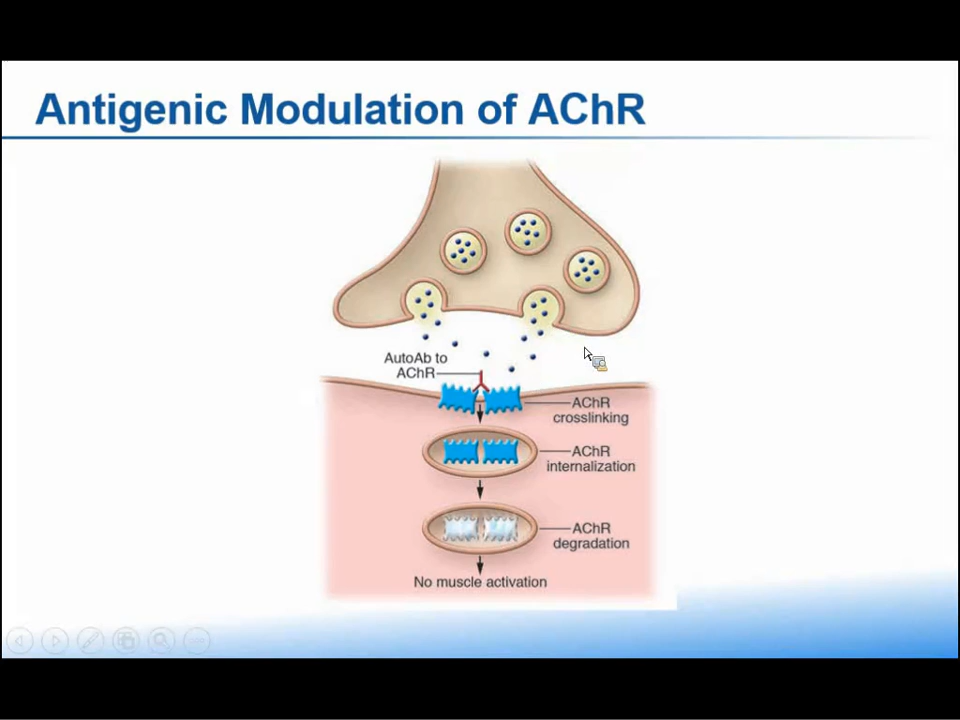 Antigenic Modulation of AChR
AutoAb to
AChR
AChR
crosslinking
AChR
internalization
AChR
degradation
No muscle activation